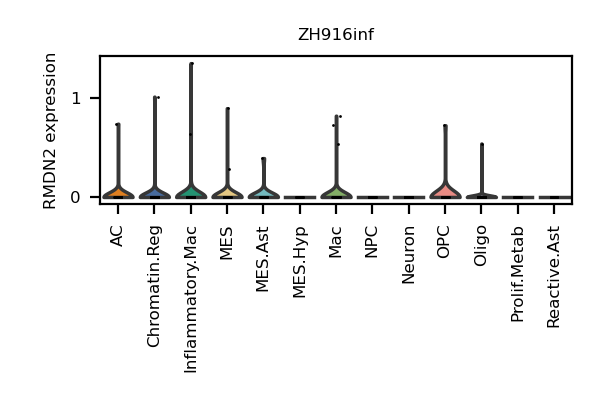 ZH916inf
RMDN2 expression
1
0
AC
Chromatin.Reg
Inflammatory.Mac
MES
MES.Ast
MES.Hyp
Mac
NPC
Neuron
OPC
Oligo
Prolif.Metab
Reactive.Ast